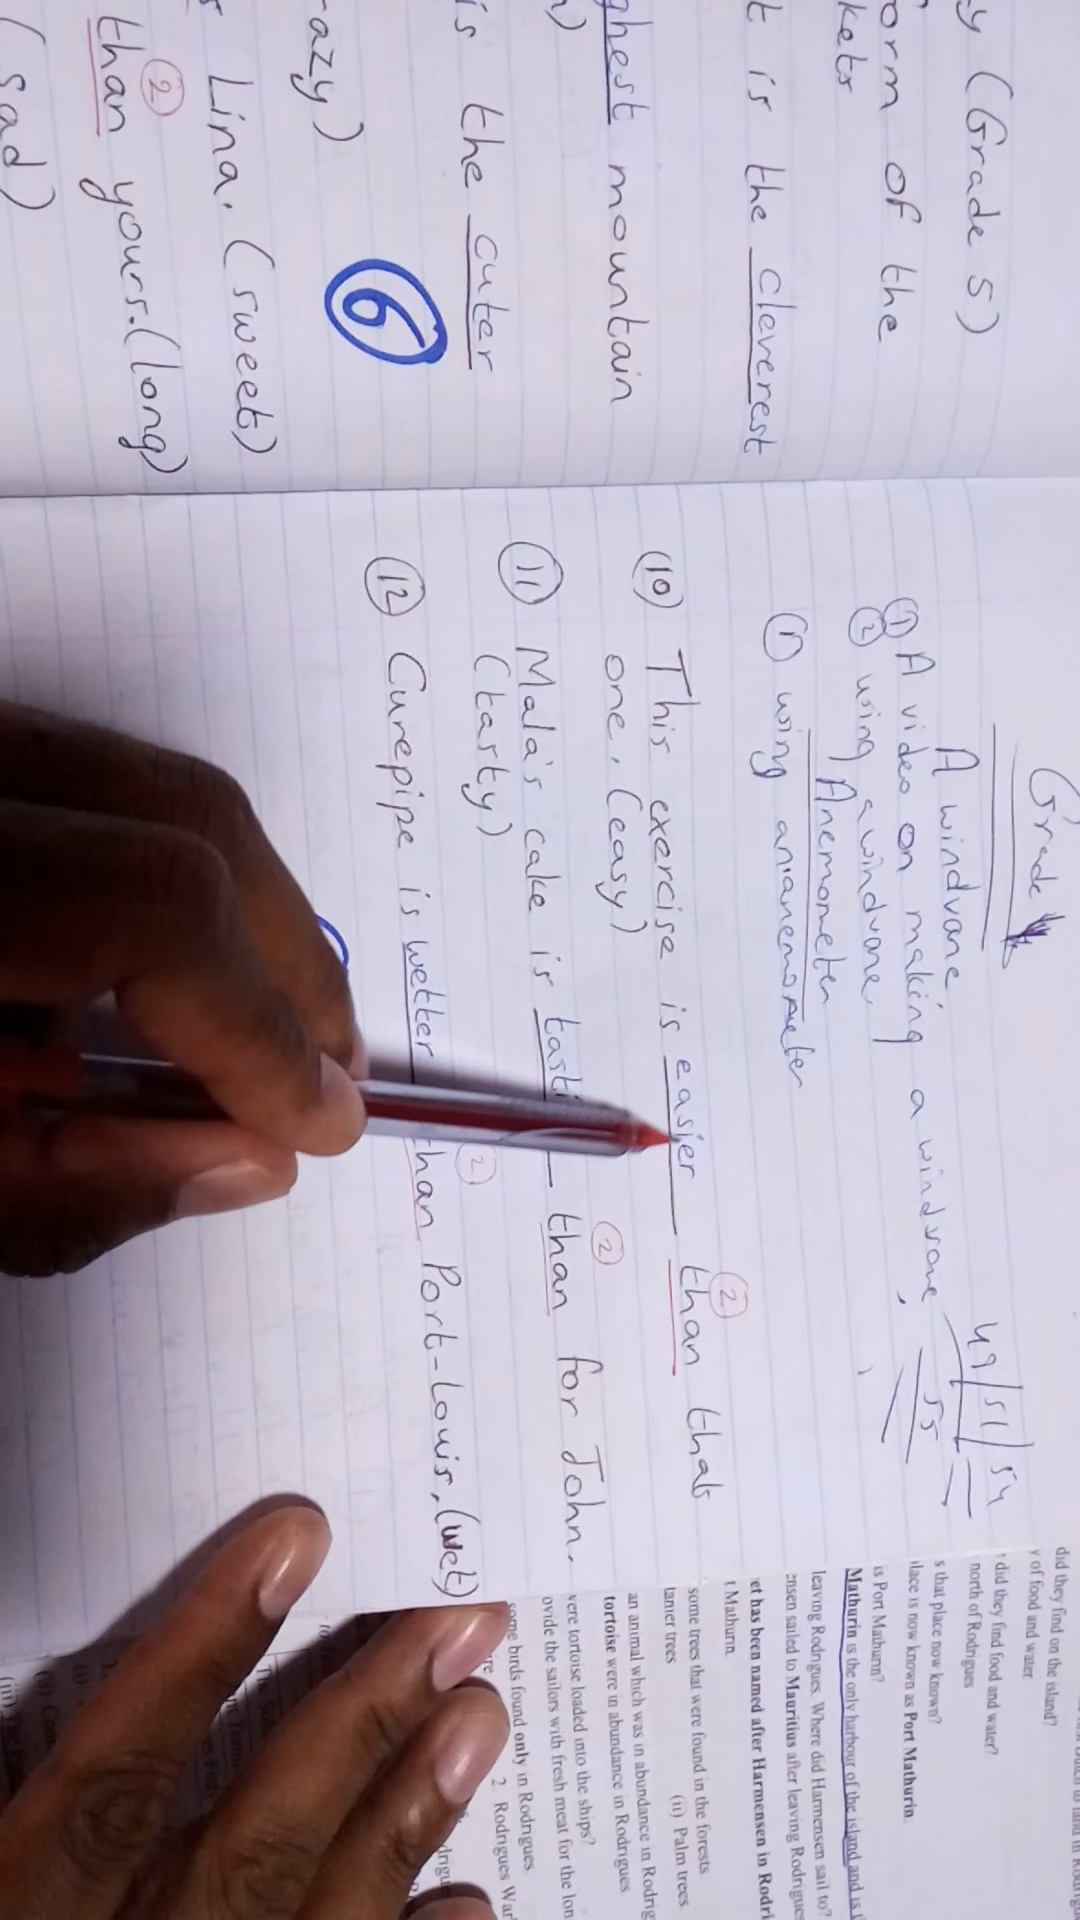 y (Grade 5)
orm of the
kets
t is the cleverest
ghest mountain
is the cuter
razy)
6
Lina. (sweet)
2
than yours. (long)
(sad)
Grade
A windvane
49/51/54
55
1 A video on making a windvane,
2 using a windvane
Anemometer
1 using an anemometer
2
(10) This exercise is easier than that
one. (easy)
2
11 Mala's cake is tasti than for John.
(tasty)
2
12 Curepipe is wetter than Port-Louis. (wet)
did they find on the island?
y of food and water.
did they find food and water?
north of Rodrigues
s that place now known?
lace is now known as Port Mathurin
is Port Mathurin?
Mathurin is the only harbour of the island and is t
leaving Rodrigues. Where did Harmensen sail to?
ensen sailed to Mauritius after leaving Rodrigues
et has been named after Harmensen in Rodri
t Mathurin
some trees that were found in the forests
tanier trees (ii) Palm trees
an animal which was in abundance in Rodrig
tortoise were in abundance in Rodrigues
vere tortoise loaded into the ships?
ovide the sailors with fresh meat for the lon
some birds found only in Rodrigues.
2 Rodrigues War